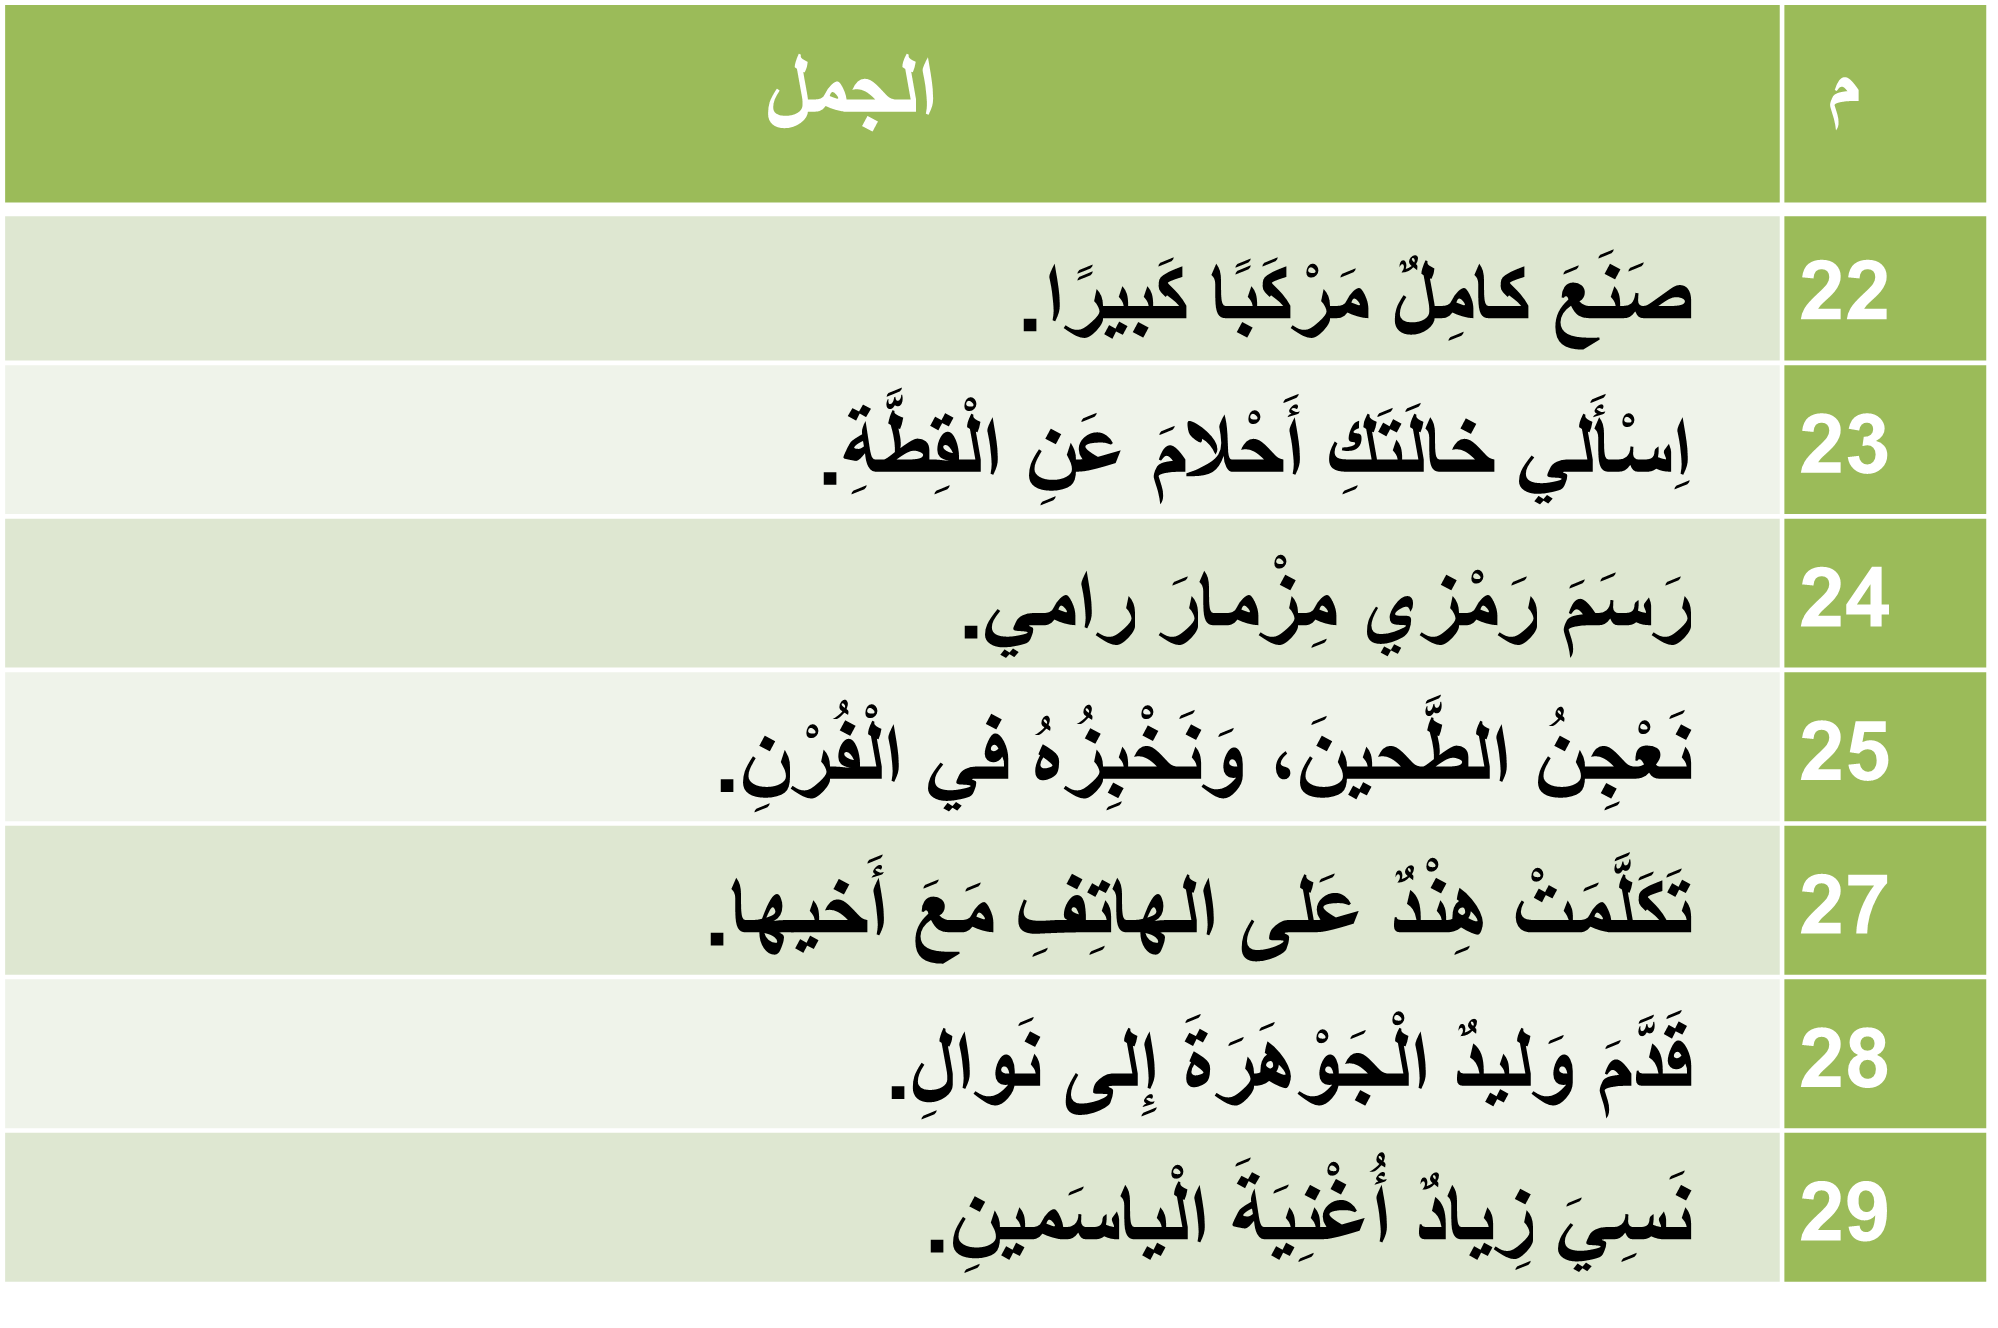 م الجمل
22 صَنَعَ كامِلٌ مَرْكَبًا كَبيرًا.
23 اِسْأَلي خالَتَكِ أَحْلامَ عَنِ الْقِطَّةِ.
24 رَسَمَ رَمْزي مِزْمارَ رامي.
25 نَعْجِنُ الطَّحينَ، وَنَخْبِزُهُ في الْفُرْنِ.
27 تَكَلَّمَتْ هِنْدٌ عَلى الهاتِفِ مَعَ أَخيها.
28 قَدَّمَ وَليدٌ الْجَوْهَرَةَ إِلى نَوالِ.
29 نَسِيَ زِيادٌ أُغْنِيَةَ الْياسَمينِ.